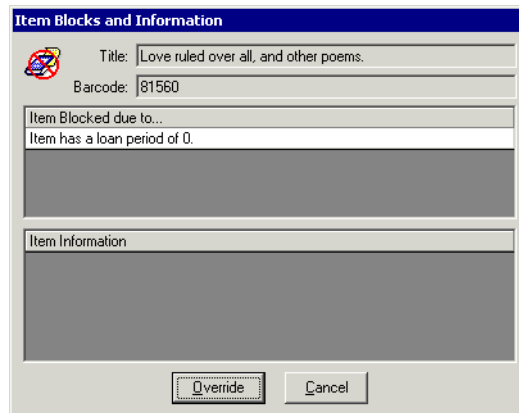 Item Blocks and Information
Title: Love ruled over all, and other poems.
Barcode: 81560
Item Blocked due to...
Item has a loan period of 0.
Item Information
Override Cancel